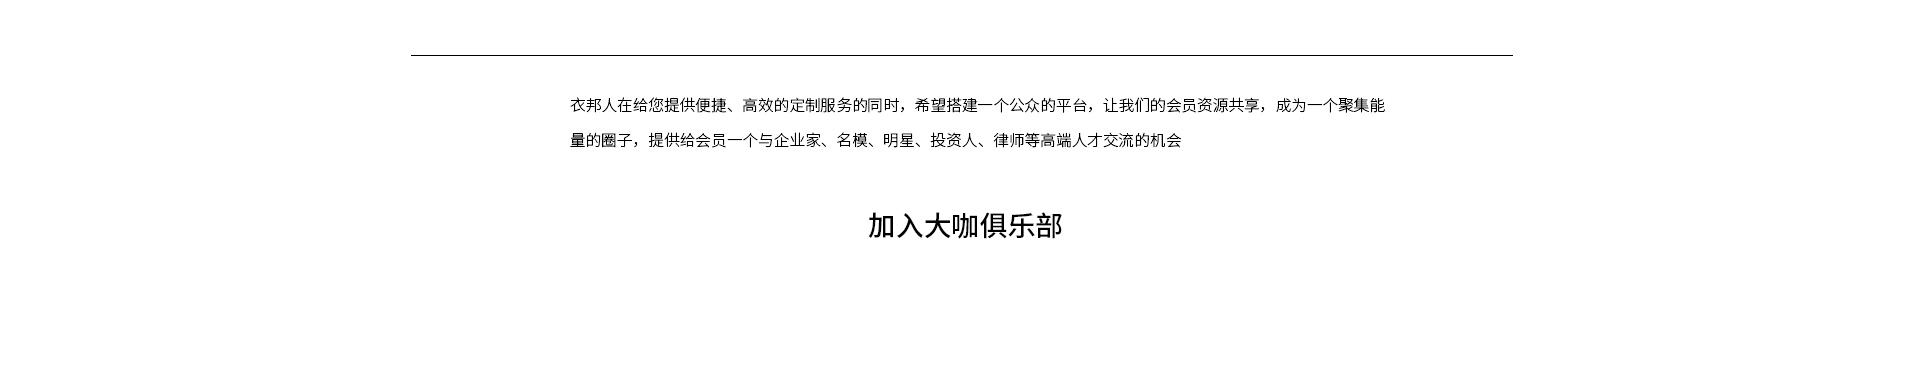 衣邦人在给您提供便捷、高效的定制服务的同时，希望搭建一个公众的平台，让我们的会员资源共享，成为一个聚集能
量的圈子，提供给会员一个与企业家、名模、明星、投资人、律师等高端人才交流的机会
加入大咖俱乐部